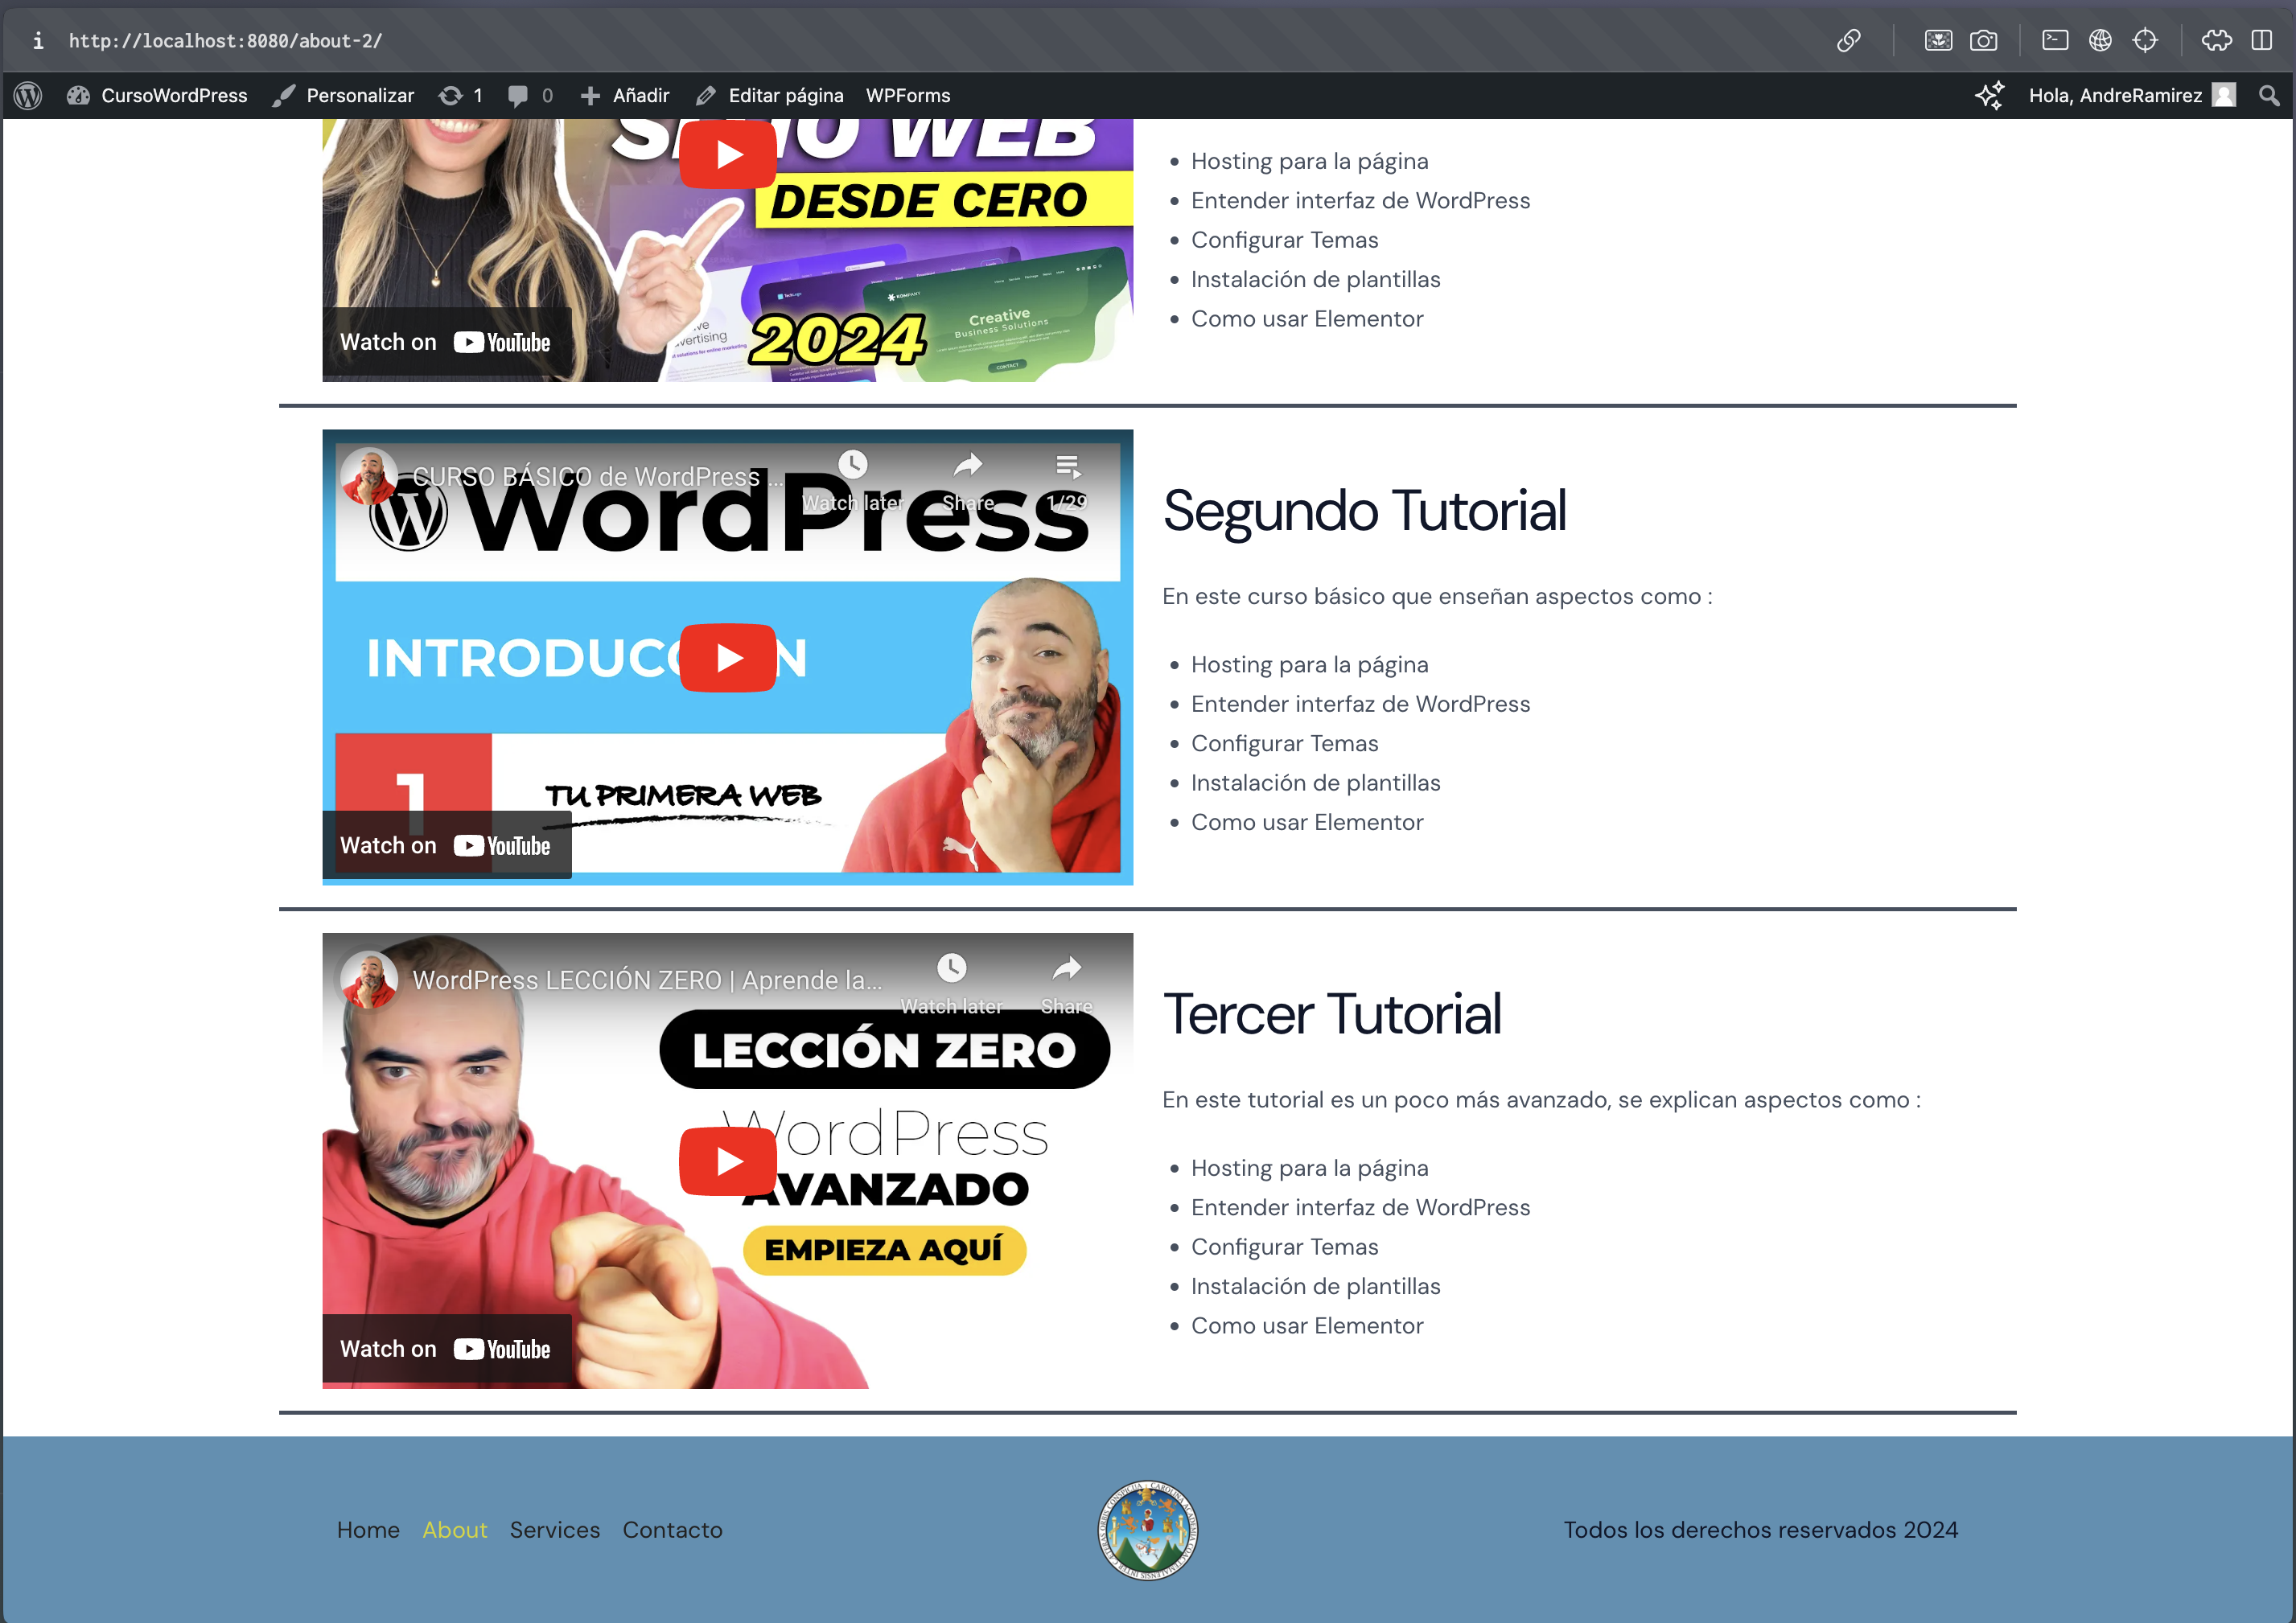 http://localhost:8080/about-2/
CursoWordPress Personalizar 1 0 Añadir Editar página WPForms Hola, AndreRamirez
WEB
DESDE CERO
2024
Creative
Business Solutions
CONTACT
Watch on YouTube
Hosting para la página
Entender interfaz de WordPress
Configurar Temas
Instalación de plantillas
Como usar Elementor
CURSO BÁSICO de WordPress ...
Watch later Share 1/29
WordPress
TU PRIMERA WEB
1
Watch on YouTube
Segundo Tutorial
En este curso básico que enseñan aspectos como :
Hosting para la página
Entender interfaz de WordPress
Configurar Temas
Instalación de plantillas
Como usar Elementor
WordPress LECCIÓN ZERO | Aprende la...
Watch later Share
LECCIÓN ZERO
WordPress
AVANZADO
EMPIEZA AQUÍ
Watch on YouTube
Tercer Tutorial
En este tutorial es un poco más avanzado, se explican aspectos como :
Hosting para la página
Entender interfaz de WordPress
Configurar Temas
Instalación de plantillas
Como usar Elementor
Home About Services Contacto
Todos los derechos reservados 2024